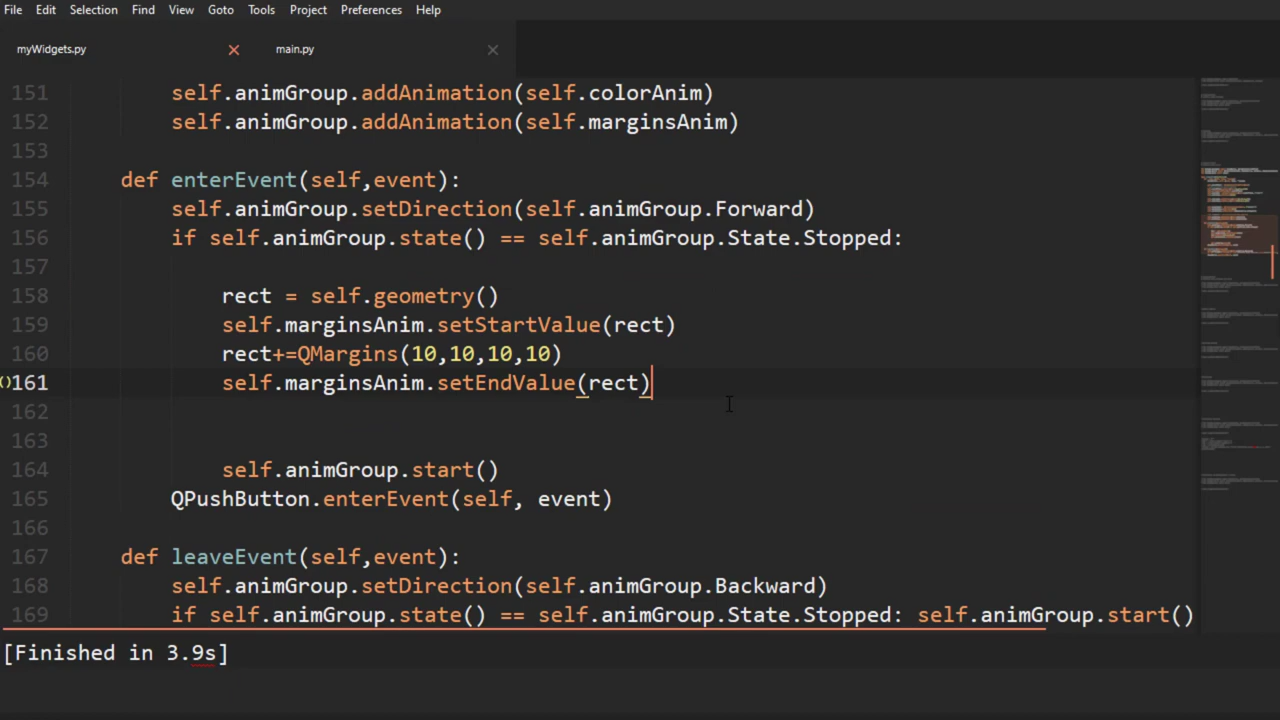 File Edit Selection View Goto Tools Project Preferences Help
myWidgets.py main.py
151 self.animGroup.addAnimation(self.colorAnim)
152 self.animGroup.addAnimation(self.marginsAnim)
153
154 def enterEvent(self,event):
155 self.animGroup.setDirection(self.animGroup.Forward)
156 if self.animGroup.state() == self.animGroup.State.Stopped:
157
158 rect = self.geometry()
159 self.marginsAnim.setStartValue(rect)
160 rect+=QMargins(10,10,10,10)
161 self.marginsAnim.setEndValue(rect)
162
163
164 self.animGroup.start()
165 QPushButton.enterEvent(self, event)
166
167 def leaveEvent(self,event):
168 self.animGroup.setDirection(self.animGroup.Backward)
169 if self.animGroup.state() == self.animGroup.State.Stopped: self.animGroup.start()
[Finished in 3.9s]